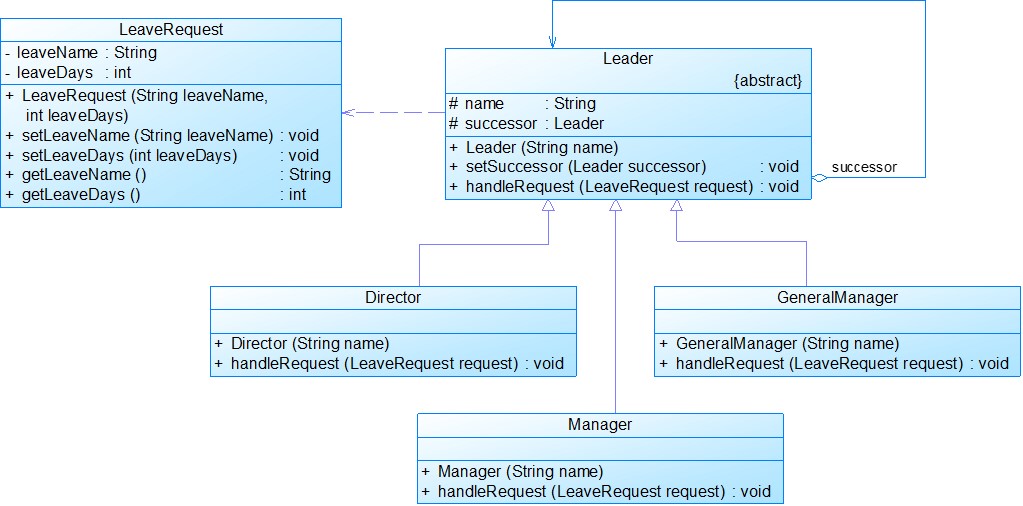 LeaveRequest
- leaveName : String
- leaveDays : int
+ LeaveRequest (String leaveName,
int leaveDays)
+ setLeaveName (String leaveName) : void
+ setLeaveDays (int leaveDays) : void
+ getLeaveName () : String
+ getLeaveDays () : int
Leader
{abstract}
# name : String
# successor : Leader
+ Leader (String name)
+ setSuccessor (Leader successor) : void
+ handleRequest (LeaveRequest request) : void
successor
Director
+ Director (String name)
+ handleRequest (LeaveRequest request) : void
GeneralManager
+ GeneralManager (String name)
+ handleRequest (LeaveRequest request) : void
Manager
+ Manager (String name)
+ handleRequest (LeaveRequest request) : void